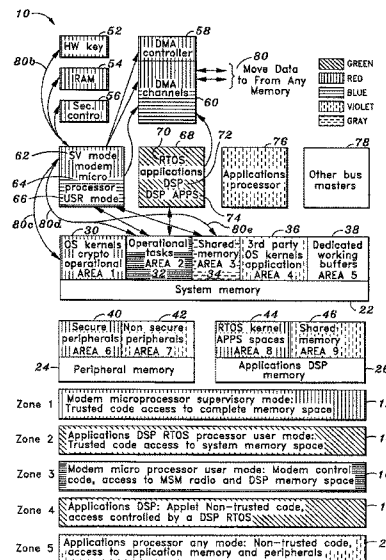 10
52
HW key
80b
54
IRAM
56
Sec. control
58
DMA controller
DMA channels
60
80
Move Data to From Any Memory
GREEN
RED
BLUE
VIOLET
GRAY
62
64
66
SV mode
modem
micro
processor
USR mode
70
68
72
RTOS
applications
DSP
DSP APPS
74
76
Applications
processor
78
Other bus
masters
80c
80d
80e
30
OS kernels
crypto
operational
AREA 1
Operational
tasks
AREA 2
32
Shared-
memory
AREA 3
34
36
3rd party
OS kernels
application
AREA 4
38
Dedicated
working
buffers
AREA 5
System memory
22
40
Secure
peripherals
AREA 6
42
Non secure
peripherals
AREA 7
24
Peripheral memory
44
RTOS kernel
APPS spaces
AREA 8
46
Shared
memory
AREA 9
26
Applications DSP
memory
Zone 1
Modem microprocessor supervisory mode:
Trusted code access to complete memory space
Zone 2
Applications DSP RTOS processor user mode:
Trusted code access to system memory space
Zone 3
Modem micro processor user mode: Modem control
code, access to MSM radio and DSP memory space
Zone 4
Applications DSP: Applet Non-trusted code,
access controlled by a DSP RTOS
Zone 5
Applications processor any mode: Non-trusted code,
access to application memory and peripheral